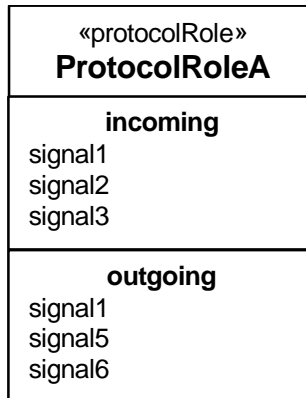 «protocolRole»
ProtocolRoleA
incoming
signal1
signal2
signal3
outgoing
signal1
signal5
signal6